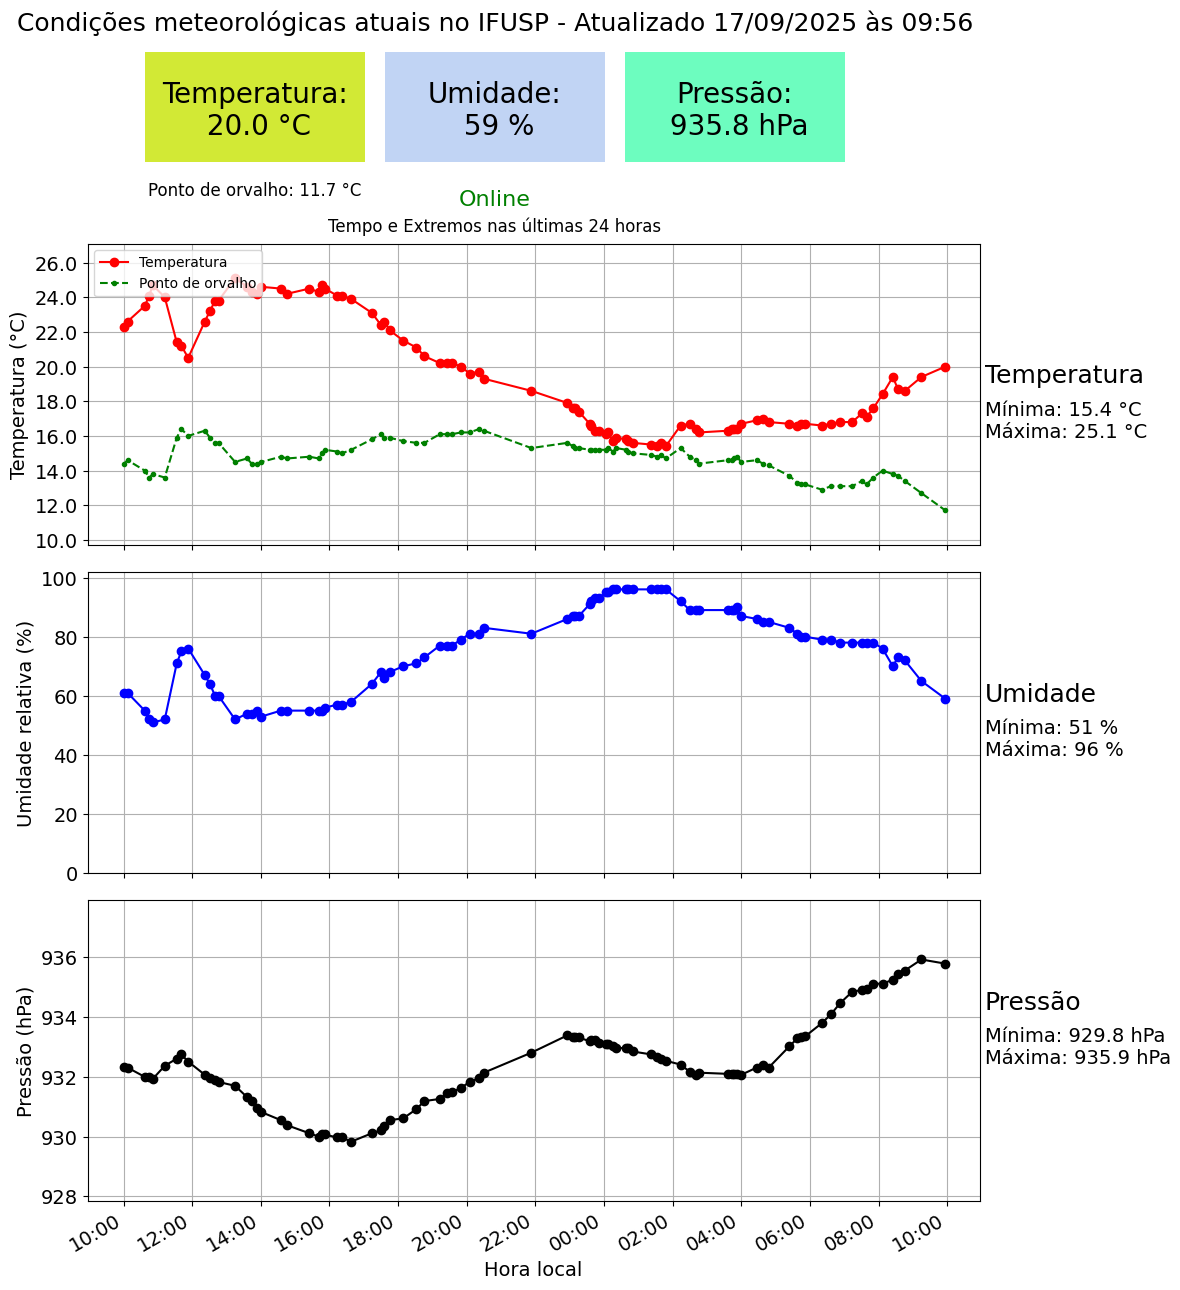 Condições meteorológicas atuais no IFUSP - Atualizado 17/09/2025 às 09:56
Temperatura:
20.0 °C
Umidade:
59 %
Pressão:
935.8 hPa
Ponto de orvalho: 11.7 °C
Online
Tempo e Extremos nas últimas 24 horas
Temperatura
Ponto de orvalho
Temperatura (°C)
26.0
24.0
22.0
20.0
18.0
16.0
14.0
12.0
10.0
Temperatura
Mínima: 15.4 °C
Máxima: 25.1 °C
Umidade relativa (%)
100
80
60
40
20
0
Umidade
Mínima: 51 %
Máxima: 96 %
Pressão (hPa)
936
934
932
930
928
Pressão
Mínima: 929.8 hPa
Máxima: 935.9 hPa
10:00
12:00
14:00
16:00
18:00
20:00
22:00
00:00
02:00
04:00
06:00
08:00
10:00
Hora local